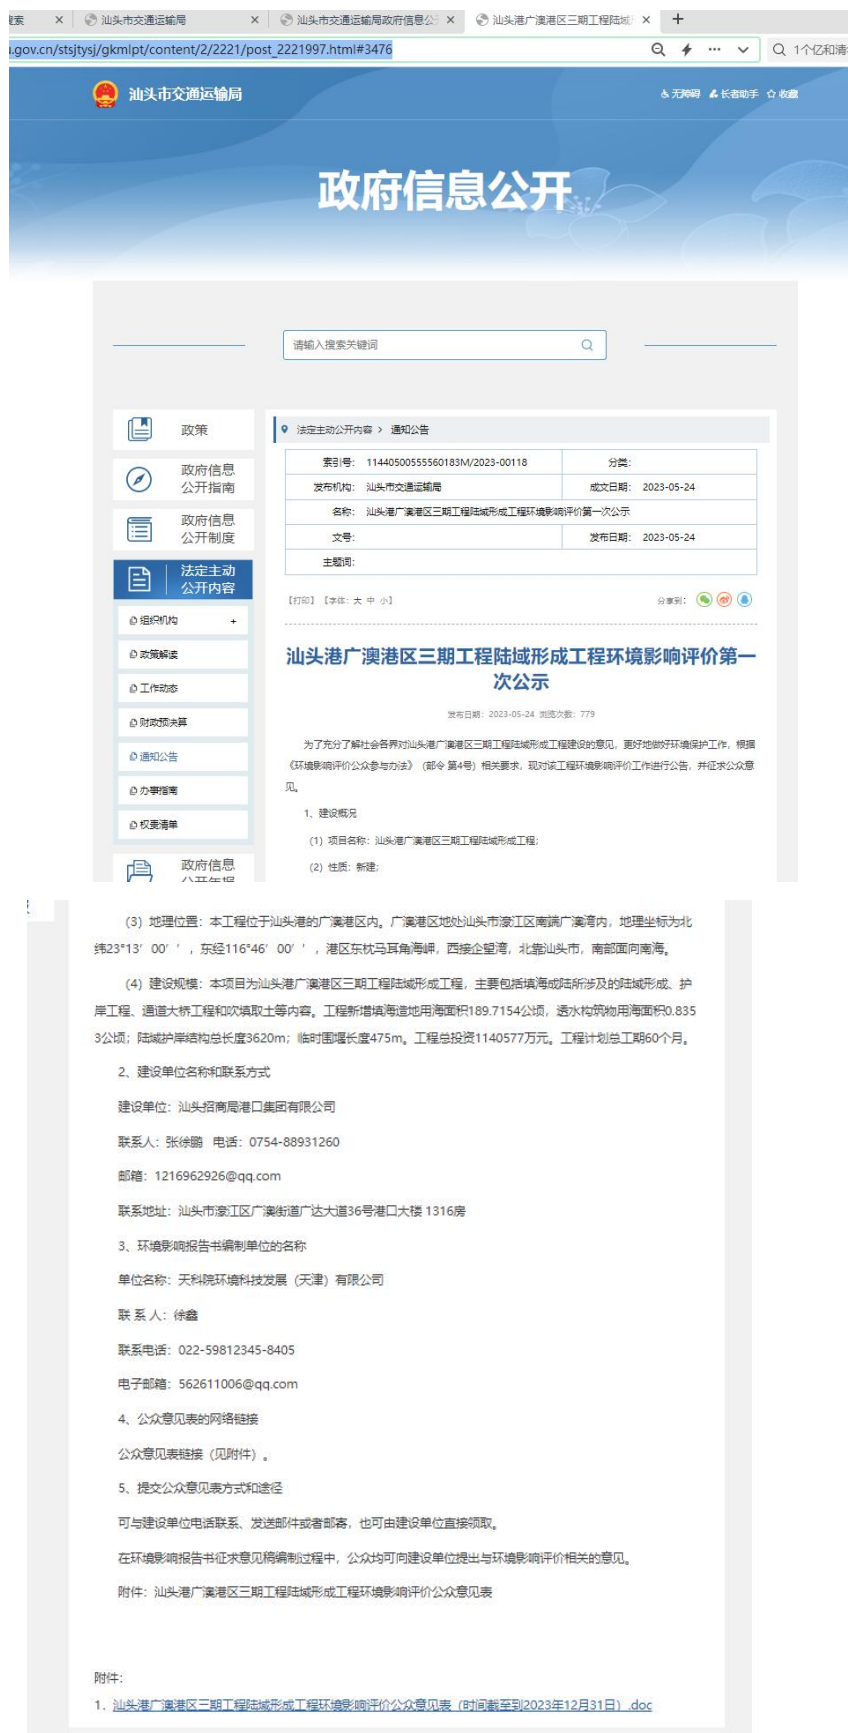 搜索 × 汕头市交通运输局 × 汕头市交通运输局政府信息公 × 汕头港广澳港区三期工程陆域 × +
u.gov.cn/stsjtysj/gkmlpt/content/2/2221/post_2221997.html#3476 1个亿和清
汕头市交通运输局 无障碍 长者助手 收藏
政府信息公开
请输入搜索关键词
政策
政府信息
公开指南
政府信息
公开制度
法定主动
公开内容
组织机构 +
政策解读
工作动态
财政预决算
通知公告
办事指南
权责清单
政府信息
公开年报
法定主动公开内容 > 通知公告
索引号: 11440500555560183M/2023-00118 分类:
发布机构: 汕头市交通运输局 成文日期: 2023-05-24
名称: 汕头港广澳港区三期工程陆域形成工程环境影响评价第一次公示
文号: 发布日期: 2023-05-24
主题词:
【打印】【字体: 大 中 小】 分享到:
汕头港广澳港区三期工程陆域形成工程环境影响评价第一
次公示
发布日期: 2023-05-24 浏览次数: 779
为了充分了解社会各界对汕头港广澳港区三期工程陆域形成工程建设的意见，更好地做好环境保护工作，根据
《环境影响评价公众参与办法》（部令 第4号）相关要求，现对该工程环境影响评价工作进行公告，并征求公众意
见。
1、建设概况
(1) 项目名称：汕头港广澳港区三期工程陆域形成工程;
(2) 性质：新建;
(3) 地理位置：本工程位于汕头港的广澳港区内。广澳港区地处汕头市濠江区南端广澳湾内，地理坐标为北
纬23°13′ 00′ ′ ，东经116°46′ 00′ ′ ，港区东枕马耳角海岬，西接企望湾，北靠汕头市，南部面向南海。
(4) 建设规模：本项目为汕头港广澳港区三期工程陆域形成工程，主要包括填海成陆所涉及的陆域形成、护
岸工程、通道大桥工程和吹填取土等内容。工程新增填海造地用海面积189.7154公顷，透水构筑物用海面积0.835
3公顷；陆域护岸结构总长度3620m；临时围堰长度475m。工程总投资1140577万元。工程计划总工期60个月。
2、建设单位名称和联系方式
建设单位：汕头招商局港口集团有限公司
联系人：张徐鹏 电话：0754-88931260
邮箱：1216962926@qq.com
联系地址：汕头市濠江区广澳街道广达大道36号港口大楼 1316房
3、环境影响报告书编制单位的名称
单位名称：天科院环境科技发展（天津）有限公司
联 系 人：徐鑫
联系电话：022-59812345-8405
电子邮箱：562611006@qq.com
4、公众意见表的网络链接
公众意见表链接（见附件）。
5、提交公众意见表方式和途径
可与建设单位电话联系、发送邮件或者邮寄，也可由建设单位直接领取。
在环境影响报告书征求意见稿编制过程中，公众均可向建设单位提出与环境影响评价相关的意见。
附件：汕头港广澳港区三期工程陆域形成工程环境影响评价公众意见表
附件:
1. 汕头港广澳港区三期工程陆域形成工程环境影响评价公众意见表（时间截至到2023年12月31日）.doc